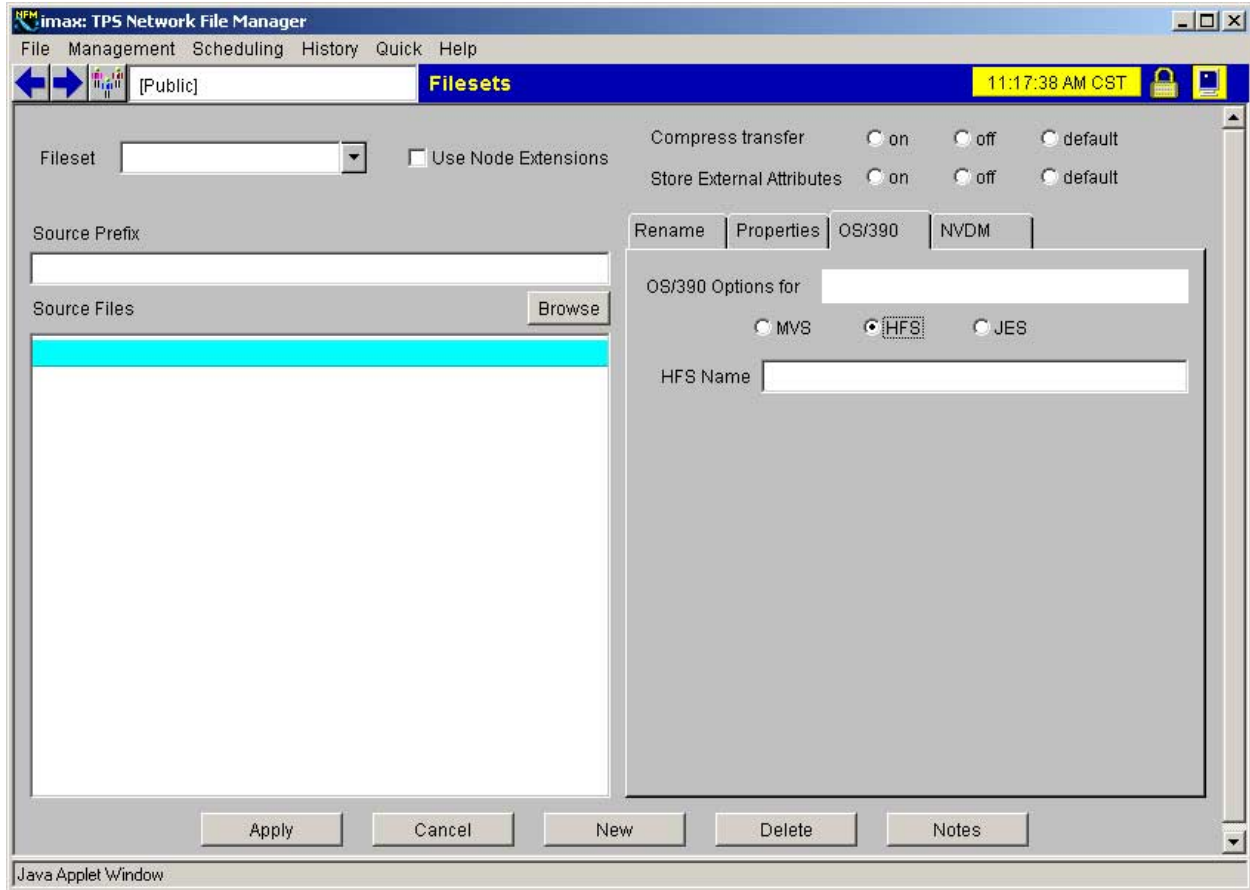 NFM imax: TPS Network File Manager
File Management Scheduling History Quick Help
[Public] Filesets 11:17:38 AM CST
Compress transfer on off default
Fileset Use Node Extensions
Store External Attributes on off default
Source Prefix
Rename Properties OS/390 NVDM
OS/390 Options for
Source Files Browse
MVS HFS JES
HFS Name
Apply Cancel New Delete Notes
Java Applet Window